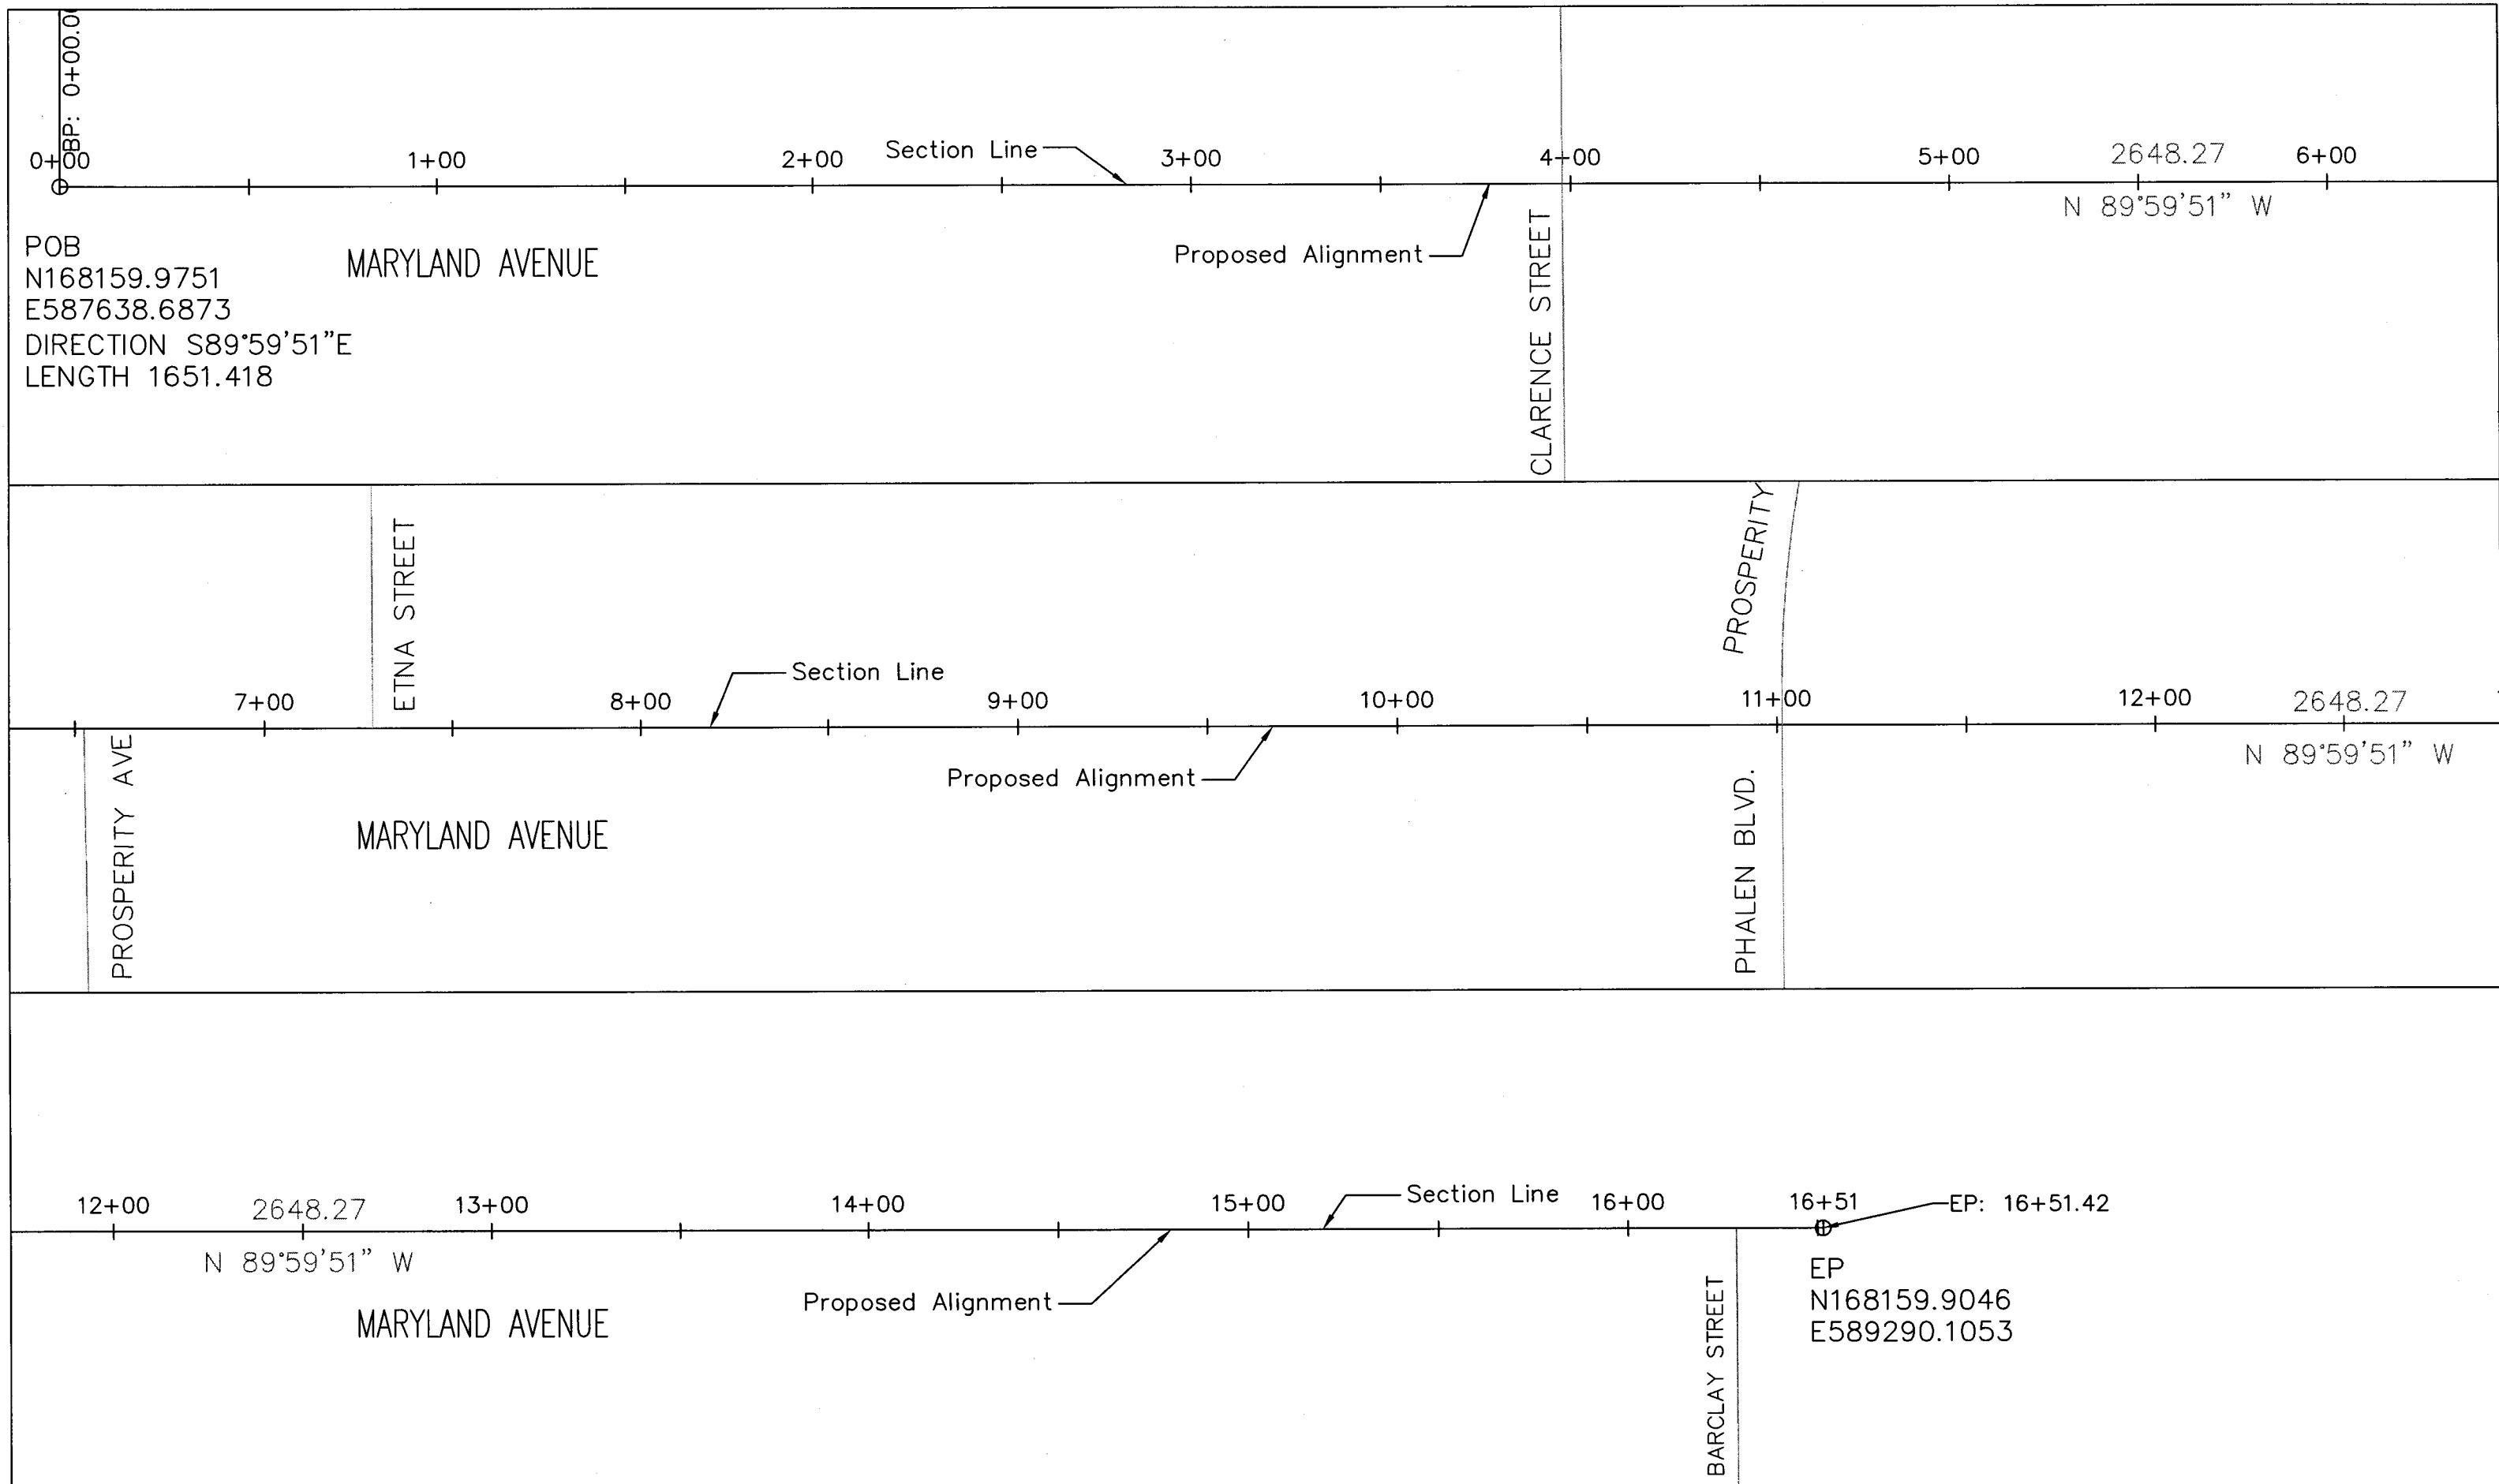 BP: 0+00.0
0+00 1+00 2+00 Section Line 3+00 4+00 5+00 2648.27 6+00
N 89°59'51" W
POB
N168159.9751
E587638.6873
DIRECTION S89°59'51"E
LENGTH 1651.418
MARYLAND AVENUE
Proposed Alignment
CLARENCE STREET
ETNA STREET
PROSPERITY
Section Line
7+00 8+00 9+00 10+00 11+00 12+00 2648.27
N 89°59'51" W
PROSPERITY AVE
Proposed Alignment
MARYLAND AVENUE
PHALEN BLVD.
12+00 2648.27 13+00 14+00 15+00 Section Line 16+00 16+51 EP: 16+51.42
N 89°59'51" W
Proposed Alignment
MARYLAND AVENUE
BARCLAY STREET
EP
N168159.9046
E589290.1053